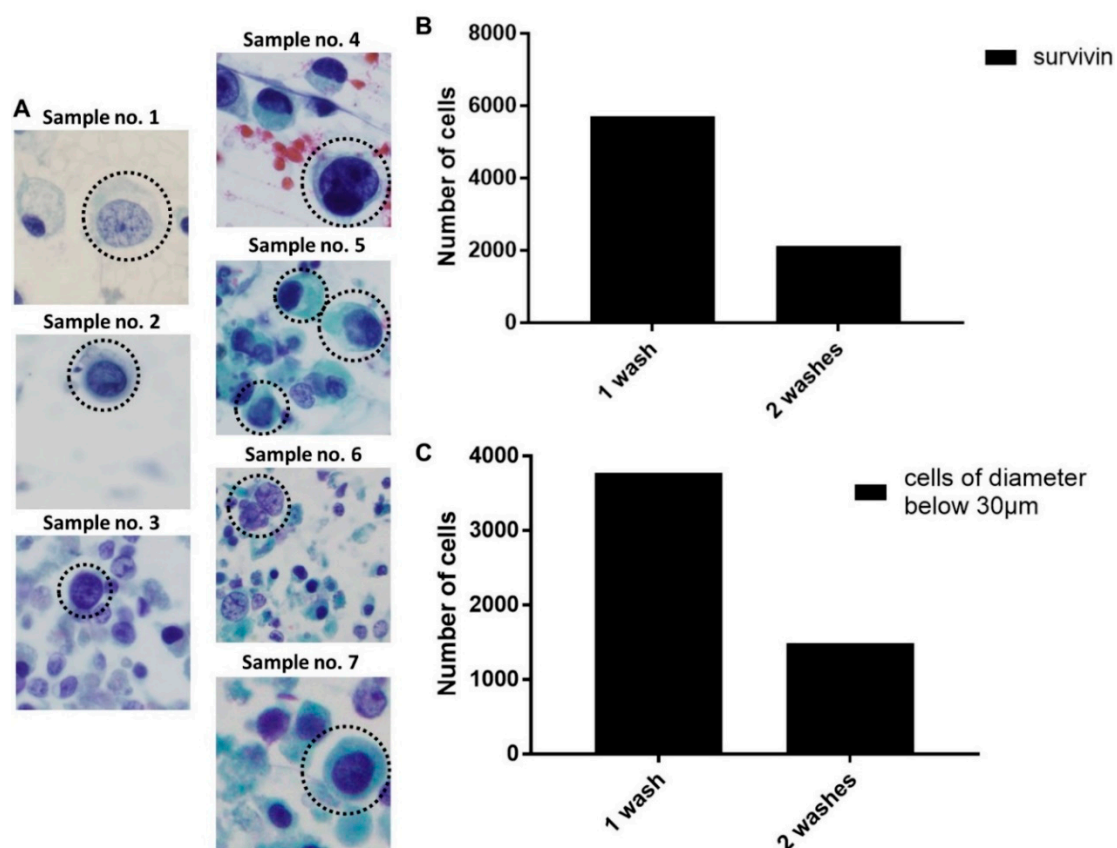 A
Sample no. 1
Sample no. 2
Sample no. 3
Sample no. 4
Sample no. 5
Sample no. 6
Sample no. 7
B
8000
6000
4000
2000
0
Number of cells
1 wash
2 washes
survivin
C
4000
3000
2000
1000
0
Number of cells
1 wash
2 washes
cells of diameter
below 30µm